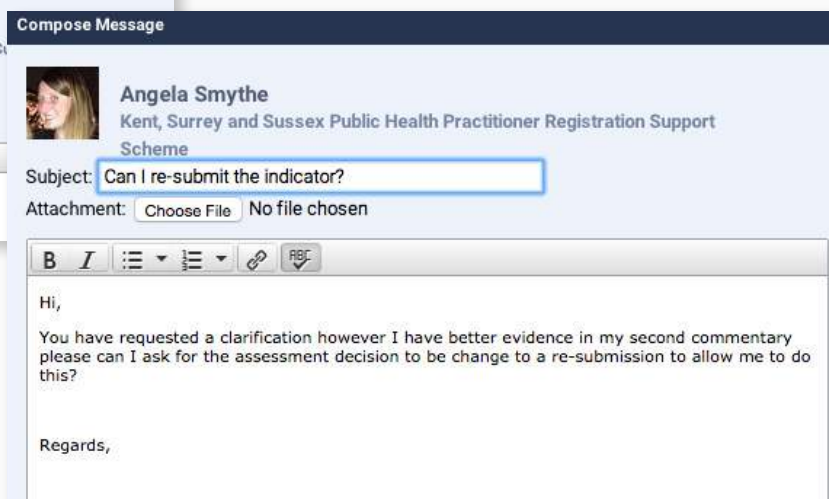 Compose Message
Angela Smythe
Kent, Surrey and Sussex Public Health Practitioner Registration Support
Scheme
Subject: Can I re-submit the indicator?
Attachment: Choose File No file chosen
B I ABC
Hi,
You have requested a clarification however I have better evidence in my second commentary
please can I ask for the assessment decision to be change to a re-submission to allow me to do
this?
Regards,